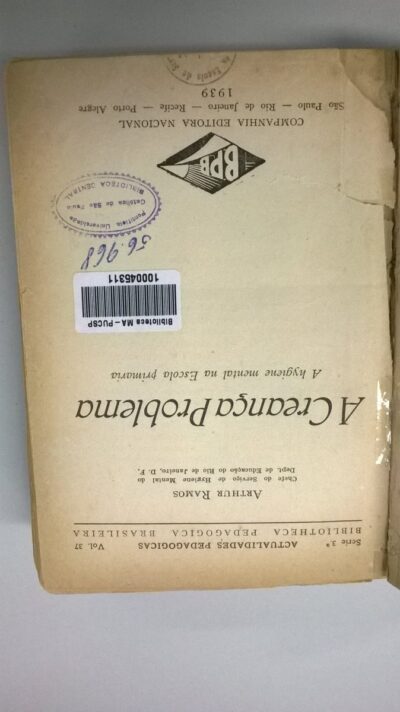 Serie 3.ª ACTUALIDADES PEDAGOGICAS Vol. 37
BIBLIOTHECA PEDAGOGICA BRASILEIRA
ARTHUR RAMOS
Chefe do Serviço de Hygiene Mental do
Dept. de Educação do Rio de Janeiro, D. F.
A Creança Problema
A hygiene mental na Escola primaria
Biblioteca MA - PUCSP
100045311
56.968
Pontificia Universidade
Catolica de São Paulo
BIBLIOTECA CENTRAL
BPB
COMPANHIA EDITORA NACIONAL
São Paulo — Rio de Janeiro — Recife — Porto Alegre
1939